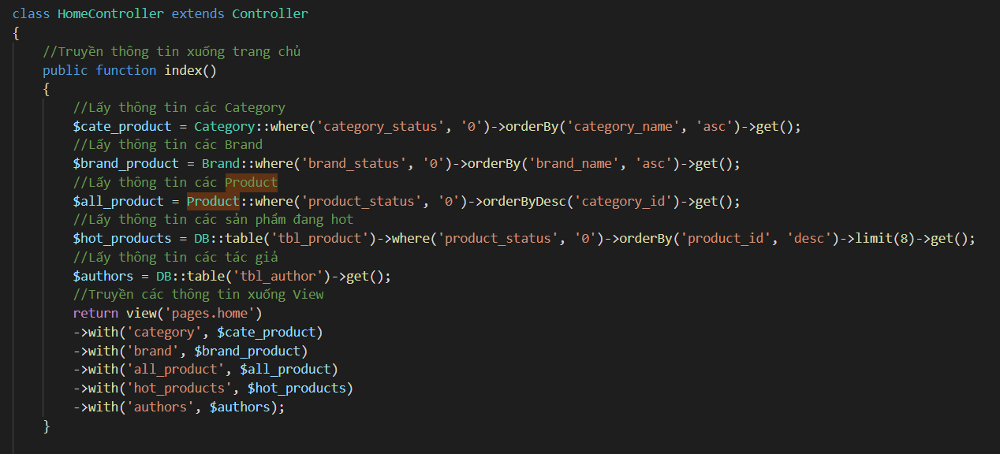 class HomeController extends Controller
{
    //Truyền thông tin xuống trang chủ
    public function index()
    {
        //Lấy thông tin các Category
        $cate_product = Category::where('category_status', '0')->orderBy('category_name', 'asc')->get();
        //Lấy thông tin các Brand
        $brand_product = Brand::where('brand_status', '0')->orderBy('brand_name', 'asc')->get();
        //Lấy thông tin các Product
        $all_product = Product::where('product_status', '0')->orderByDesc('category_id')->get();
        //Lấy thông tin các sản phẩm đang hot
        $hot_products = DB::table('tbl_product')->where('product_status', '0')->orderBy('product_id', 'desc')->limit(8)->get();
        //Lấy thông tin các tác giả
        $authors = DB::table('tbl_author')->get();
        //Truyền các thông tin xuống View
        return view('pages.home')
        ->with('category', $cate_product)
        ->with('brand', $brand_product)
        ->with('all_product', $all_product)
        ->with('hot_products', $hot_products)
        ->with('authors', $authors);
    }